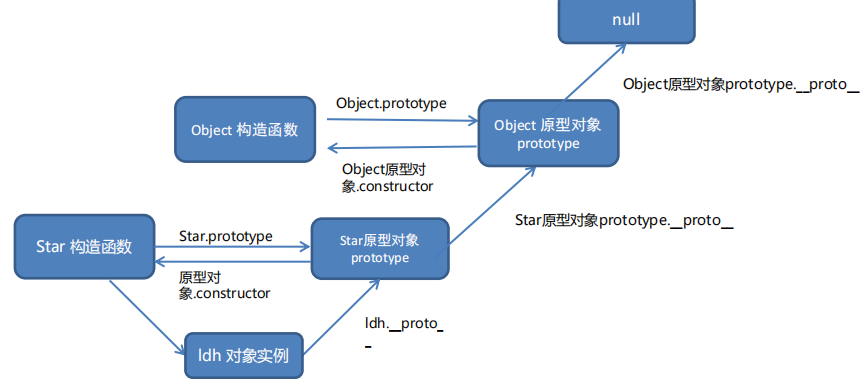 null
Object原型对象prototype.__proto__
Object.prototype
Object 构造函数
Object 原型对象
prototype
Object原型对
象.constructor
Star原型对象prototype.__proto__
Star 构造函数
Star.prototype
Star原型对象
prototype
原型对
象.constructor
ldh.__proto_
_
ldh 对象实例